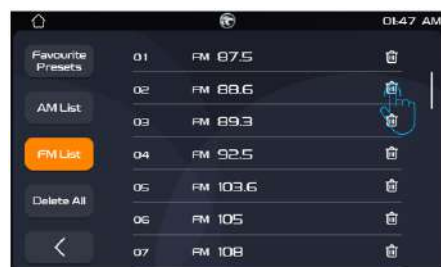 01:47 AM
Favourite
Presets
AM List
FM List
Delete All
01 FM 87.5
02 FM 88.6
03 FM 89.3
04 FM 92.5
05 FM 103.6
06 FM 105
07 FM 108